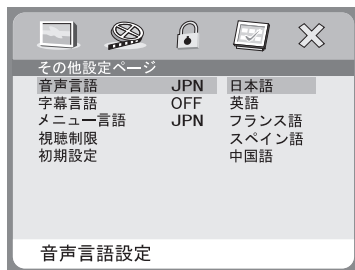 その他設定ページ
音声言語 JPN 日本語
字幕言語 OFF 英語
メニュー言語 JPN フランス語
視聴制限 スペイン語
初期設定 中国語
音声言語設定